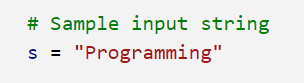 # Sample input string
s = "Programming"